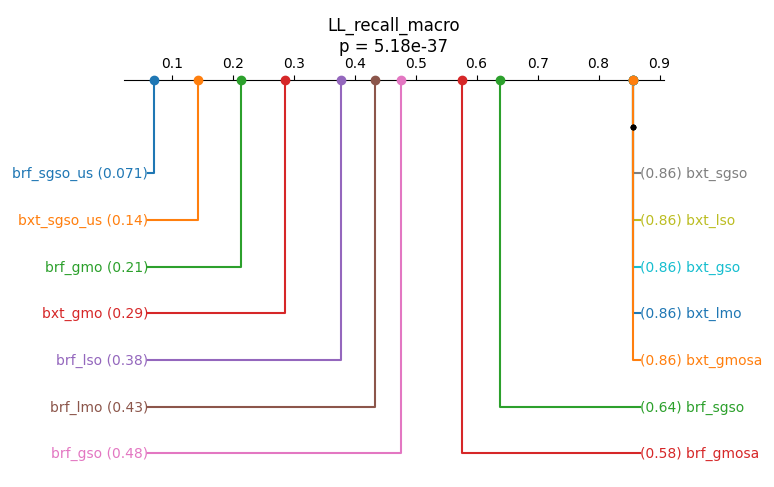 LL_recall_macro
p = 5.18e-37
0.1 0.2 0.3 0.4 0.5 0.6 0.7 0.8 0.9
brf_sgso_us (0.071) (0.86) bxt_sgso
bxt_sgso_us (0.14) (0.86) bxt_lso
brf_gmo (0.21) (0.86) bxt_gso
bxt_gmo (0.29) (0.86) bxt_lmo
brf_lso (0.38) (0.86) bxt_gmosa
brf_lmo (0.43) (0.64) brf_sgso
brf_gso (0.48) (0.58) brf_gmosa